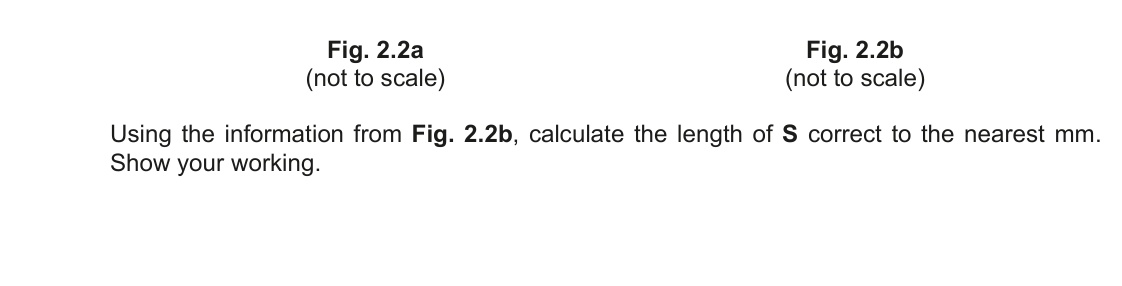 Fig. 2.2a Fig. 2.2b
(not to scale) (not to scale)
Using the information from Fig. 2.2b, calculate the length of S correct to the nearest mm.
Show your working.